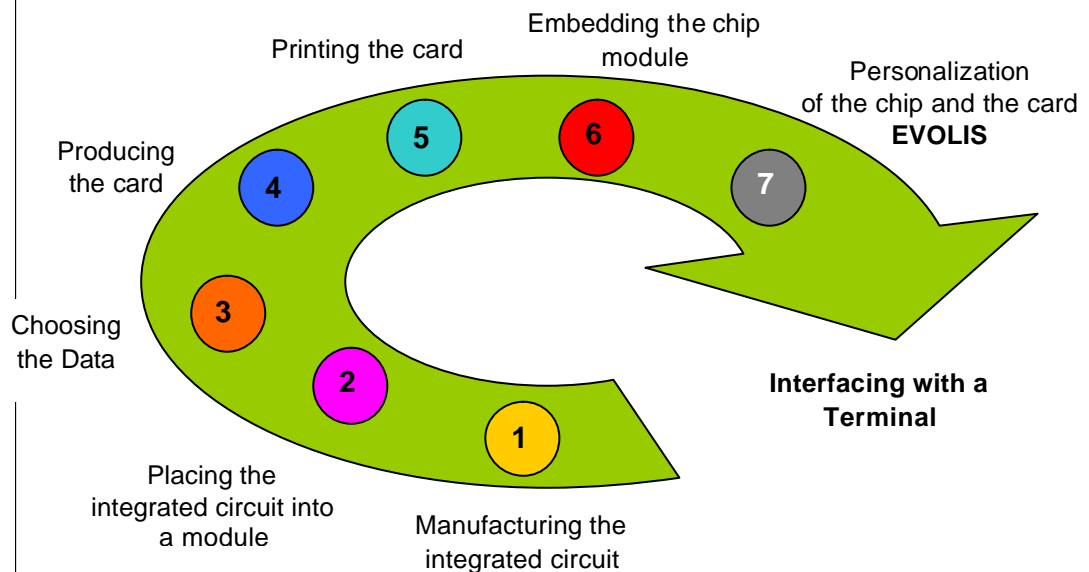 Printing the card
Embedding the chip
module
Personalization
of the chip and the card
EVOLIS
Producing
the card
5
6
7
4
3
Choosing
the Data
2
1
Interfacing with a
Terminal
Placing the
integrated circuit into
a module
Manufacturing the
integrated circuit